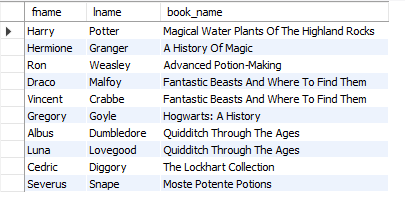 fname lname book_name
Harry Potter Magical Water Plants Of The Highland Rocks
Hermione Granger A History Of Magic
Ron Weasley Advanced Potion-Making
Draco Malfoy Fantastic Beasts And Where To Find Them
Vincent Crabbe Fantastic Beasts And Where To Find Them
Gregory Goyle Hogwarts: A History
Albus Dumbledore Quidditch Through The Ages
Luna Lovegood Quidditch Through The Ages
Cedric Diggory The Lockhart Collection
Severus Snape Moste Potente Potions